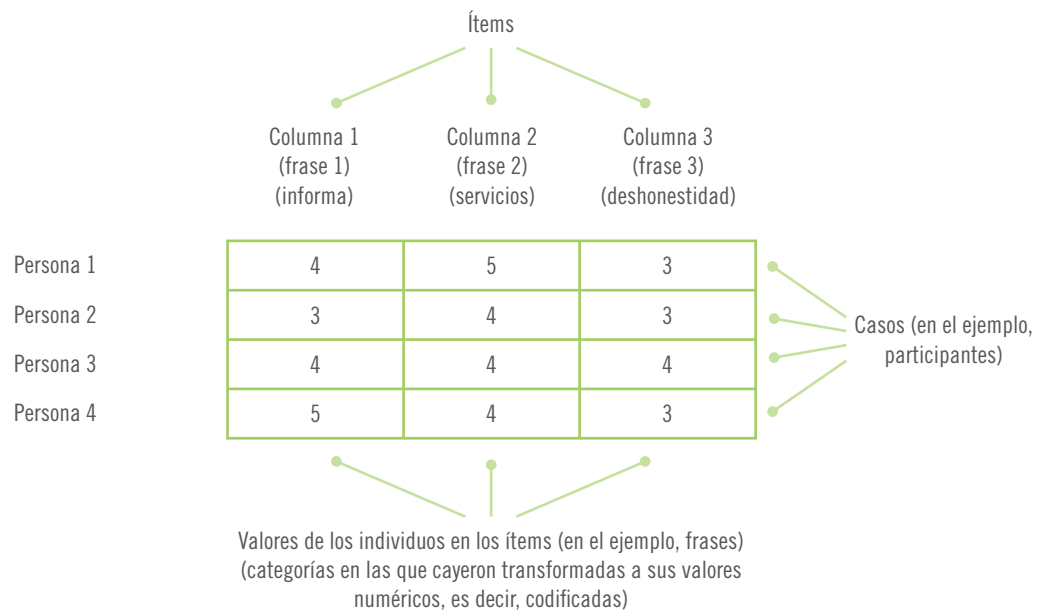 Ítems
Columna 1
(frase 1)
(informa)
Columna 2
(frase 2)
(servicios)
Columna 3
(frase 3)
(deshonestidad)
Persona 1 4 5 3
Persona 2 3 4 3
Persona 3 4 4 4
Persona 4 5 4 3
Casos (en el ejemplo,
participantes)
Valores de los individuos en los ítems (en el ejemplo, frases)
(categorías en las que cayeron transformadas a sus valores
numéricos, es decir, codificadas)